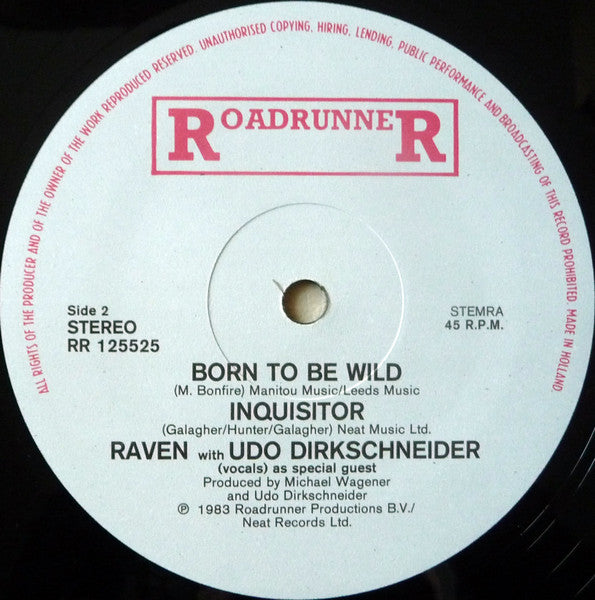 ALL RIGHTS OF THE PRODUCER AND OF THE OWNER OF THE WORK REPRODUCED RESERVED. UNAUTHORISED COPYING, HIRING, LENDING, PUBLIC PERFORMANCE AND BROADCASTING OF THIS RECORD PROHIBITED. MADE IN HOLLAND.
ROADRUNNER
Side 2
STEREO
RR 125525
STEMRA
45 R.P.M.
BORN TO BE WILD
(M. Bonfire) Manitou Music/Leeds Music
INQUISITOR
(Galagher/Hunter/Galagher) Neat Music Ltd.
RAVEN with UDO DIRKSCHNEIDER
(vocals) as special guest
Produced by Michael Wagener
and Udo Dirkschneider
℗ 1983 Roadrunner Productions B.V./
Neat Records Ltd.